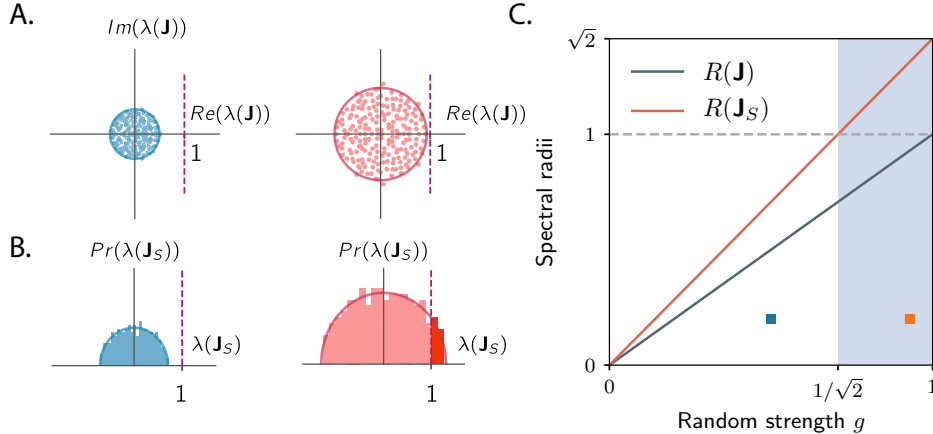 A.
Im(λ(J))
Re(λ(J))
1
Re(λ(J))
1
B.
Pr(λ(J_S))
λ(J_S)
1
Pr(λ(J_S))
λ(J_S)
1
C.
√2
1
0
Spectral radii
R(J)
R(J_S)
0
1/√2
1
Random strength g